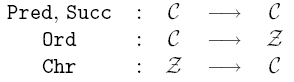 Pred, Succ : 𝒞 ⟶ 𝒞
Ord : 𝒞 ⟶ 𝒵
Chr : 𝒵 ⟶ 𝒞